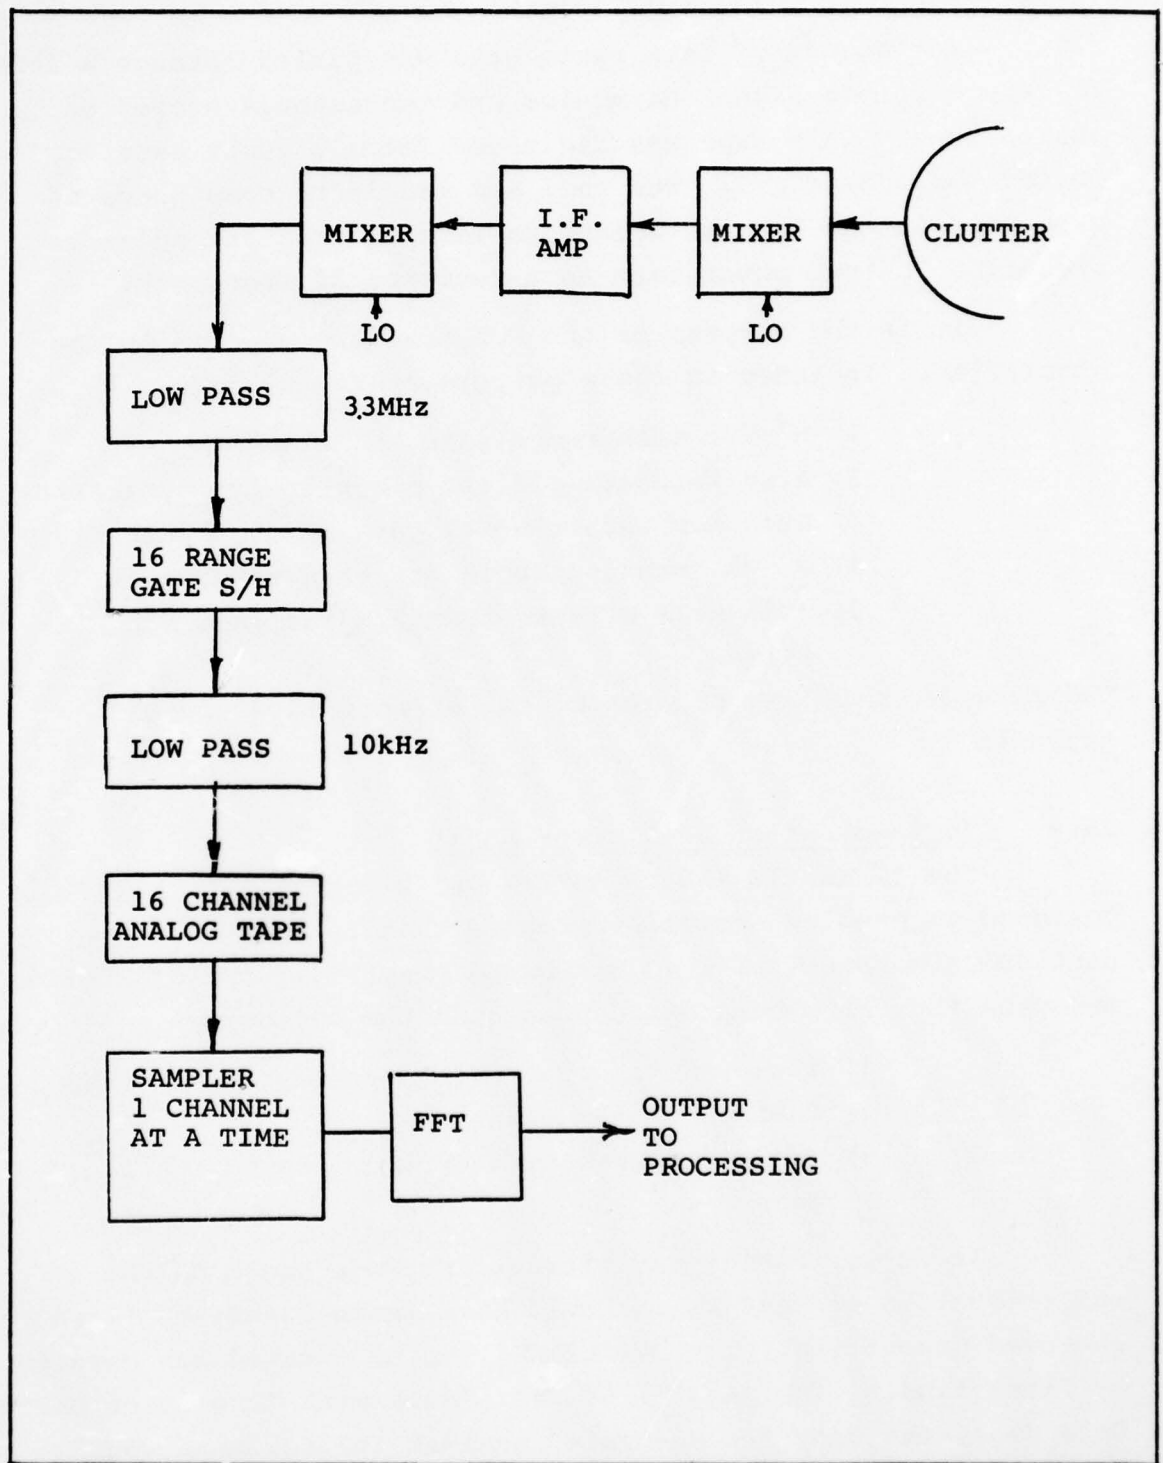 CLUTTER
MIXER
I.F.
AMP
MIXER
LO
LO
LOW PASS
3.3MHz
16 RANGE
GATE S/H
LOW PASS
10kHz
16 CHANNEL
ANALOG TAPE
SAMPLER
1 CHANNEL
AT A TIME
FFT
OUTPUT
TO
PROCESSING